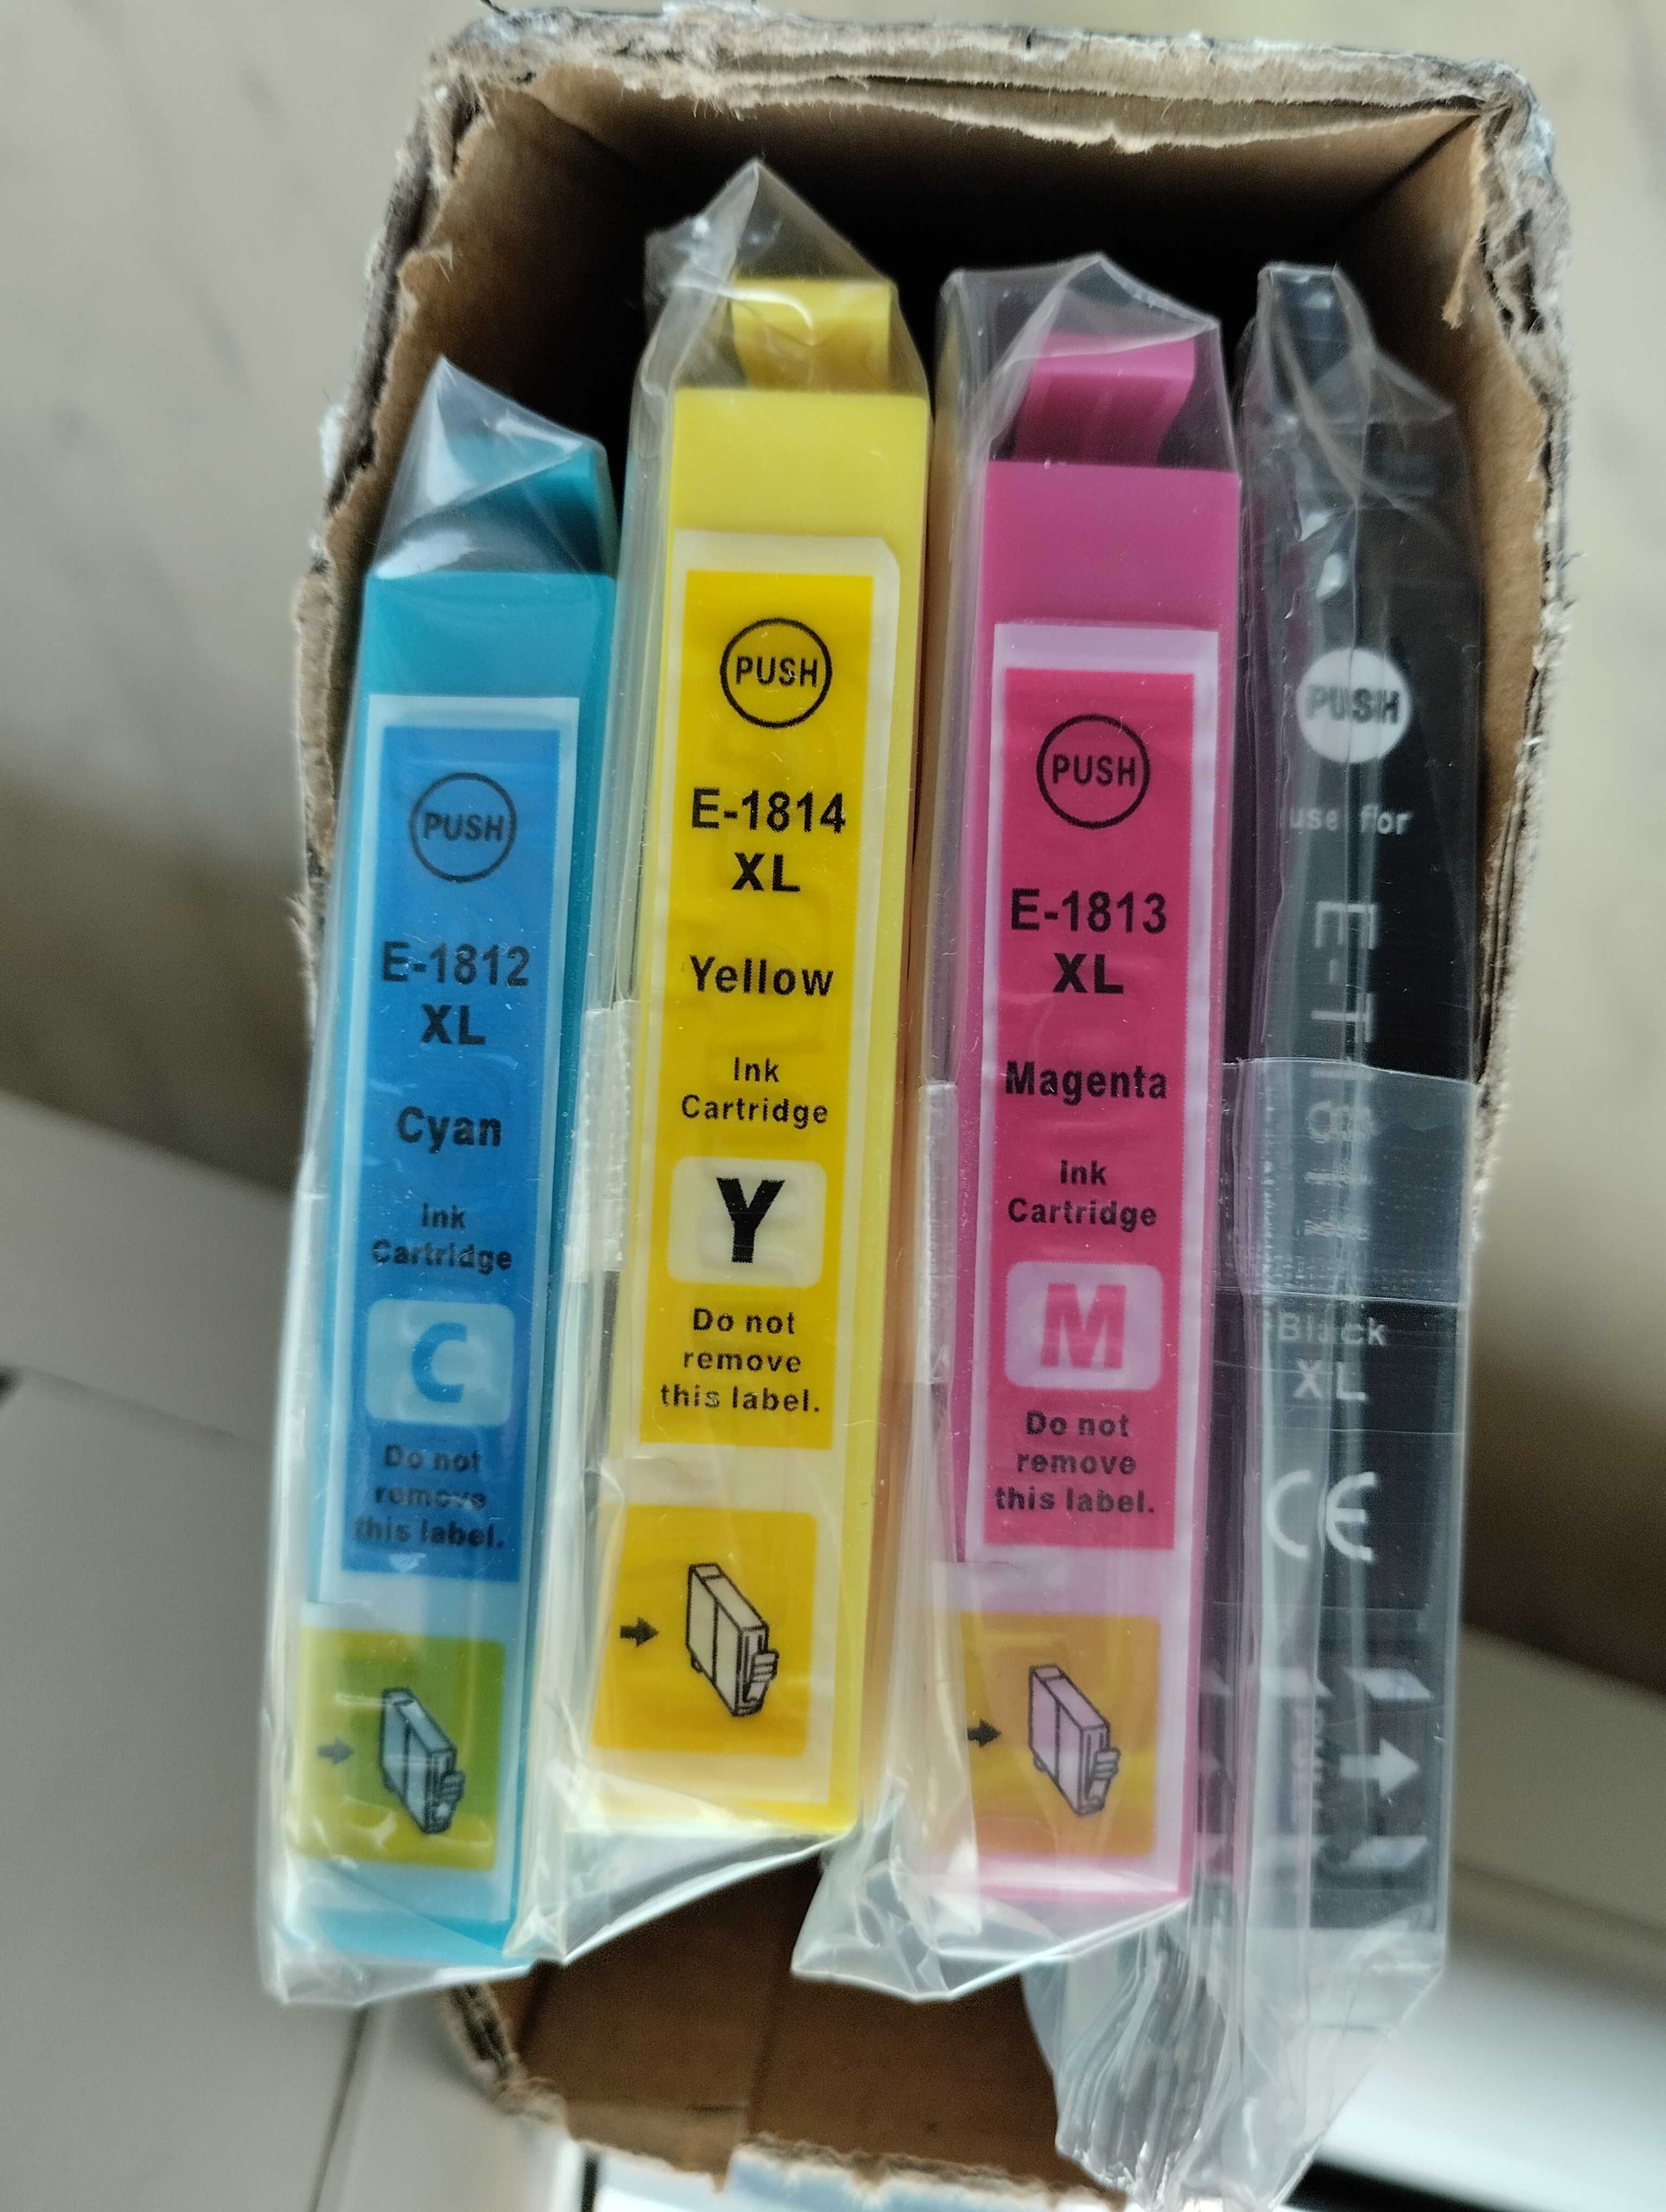 PUSH
E-1812
XL
Cyan
Ink
Cartridge
C
Do not
remove
this label.
PUSH
E-1814
XL
Yellow
Ink
Cartridge
Y
Do not
remove
this label.
PUSH
E-1813
XL
Magenta
Ink
Cartridge
M
Do not
remove
this label.
PUSH
use for
Black
XL
CE